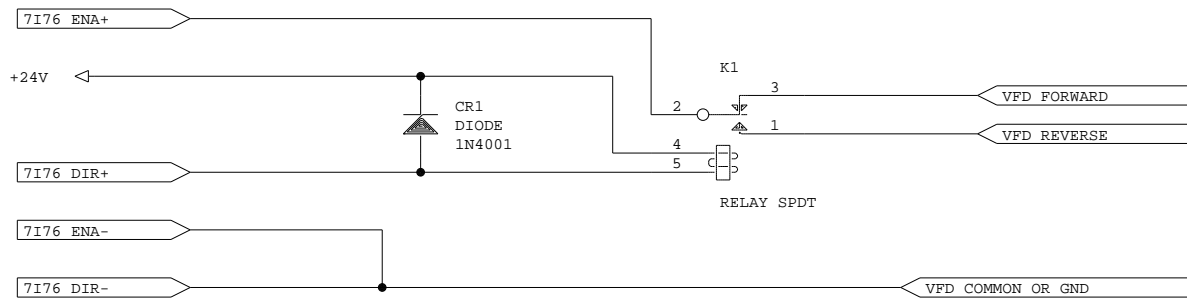 7I76 ENA+
+24V
K1
3
VFD FORWARD
CR1
2
DIODE
1
VFD REVERSE
1N4001
4
5
7I76 DIR+
RELAY SPDT
7I76 ENA-
7I76 DIR-
VFD COMMON OR GND